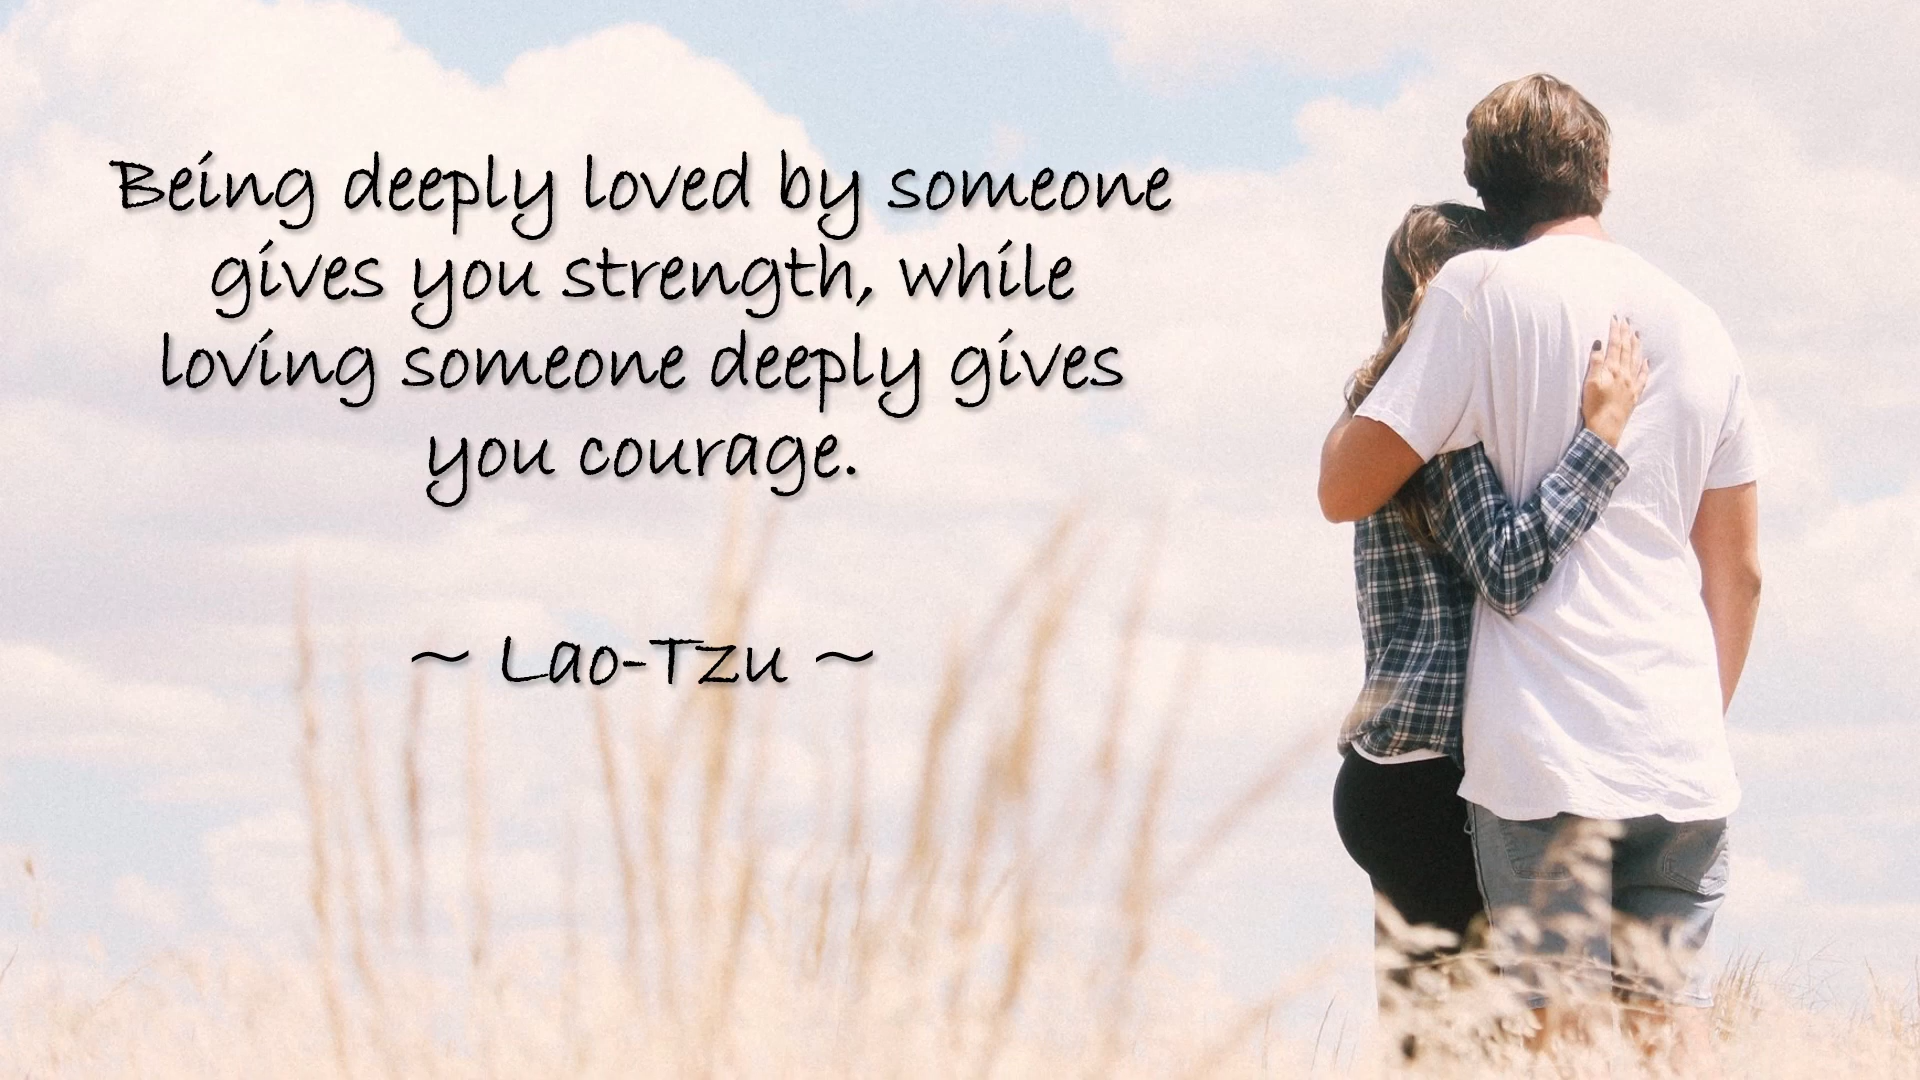 Being deeply loved by someone
gives you strength, while
loving someone deeply gives
you courage.
~ Lao-Tzu ~